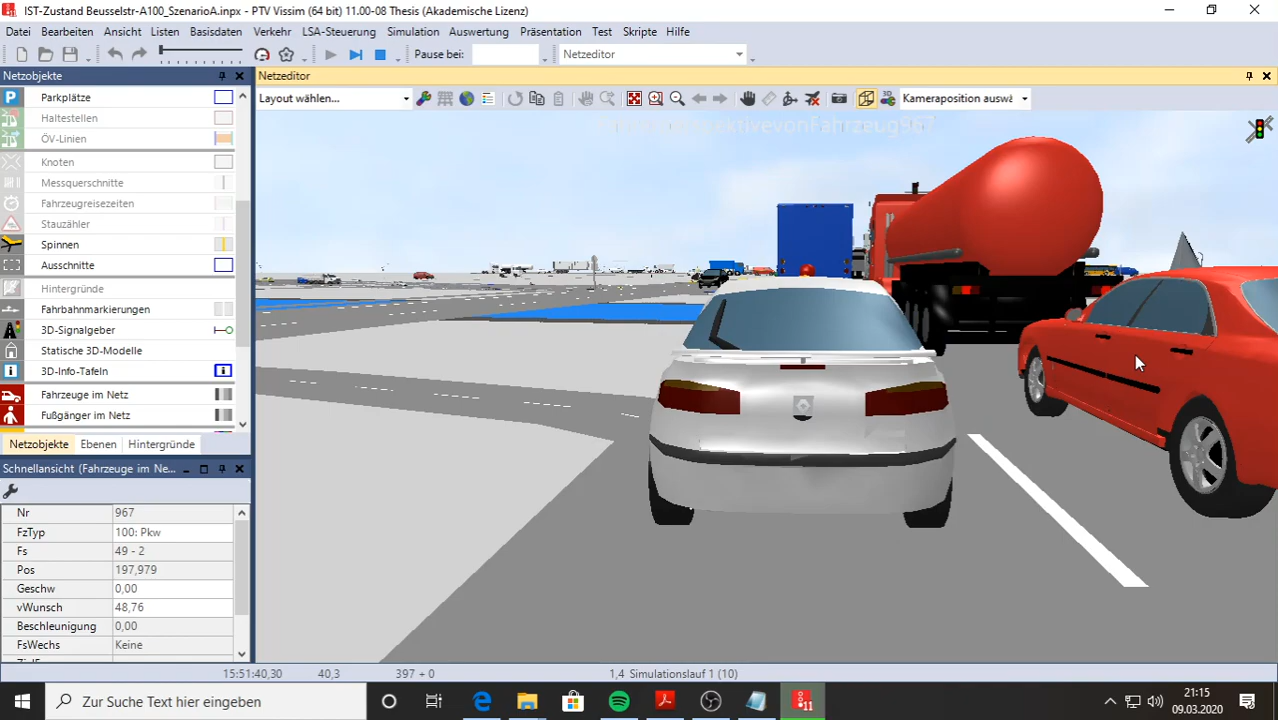 IST-Zustand Beusselstr-A100_SzenarioA.inpx - PTV Vissim (64 bit) 11.00-08 Thesis (Akademische Lizenz)
Datei Bearbeiten Ansicht Listen Basisdaten Verkehr LSA-Steuerung Simulation Auswertung Präsentation Test Skripte Hilfe
Pause bei: Netzeditor
Netzobjekte
Netzeditor
Layout wählen...
3D
Kameraposition auswä
P Parkplätze
Haltestellen
ÖV-Linien
Knoten
Messquerschnitte
Fahrzeugreisezeiten
Stauzähler
Spinnen
Ausschnitte
Hintergründe
Fahrbahnmarkierungen
3D-Signalgeber
Statische 3D-Modelle
3D-Info-Tafeln
Fahrzeuge im Netz
Fußgänger im Netz
Netzobjekte Ebenen Hintergründe
Schnellansicht (Fahrzeuge im Ne...
Nr 967
FzTyp 100: Pkw
Fs 49 - 2
Pos 197,979
Geschw 0,00
vWunsch 48,76
Beschleunigung 0,00
FsWechs Keine
15:51:40,30 40,3 397 + 0 1,4 Simulationslauf 1 (10)
Zur Suche Text hier eingeben
11
21:15
09.03.2020